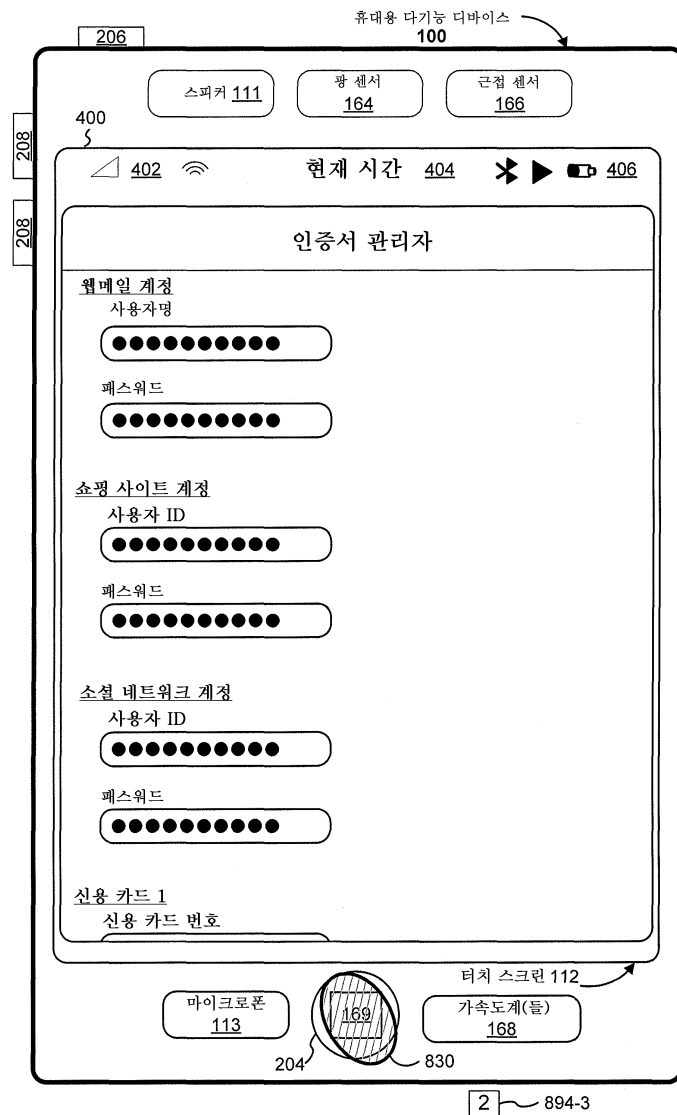 휴대용 다기능 디바이스
100
206
스피커 111
광 센서
164
근접 센서
166
400
208
208
402
현재 시간 404
406
인증서 관리자
웹메일 계정
사용자명
●●●●●●●●●●
패스워드
●●●●●●●●●●
쇼핑 사이트 계정
사용자 ID
●●●●●●●●●●
패스워드
●●●●●●●●●●
소셜 네트워크 계정
사용자 ID
●●●●●●●●●●
패스워드
●●●●●●●●●●
신용 카드 1
신용 카드 번호
터치 스크린 112
마이크로폰
113
169
가속도계(들)
168
204
830
2 894-3